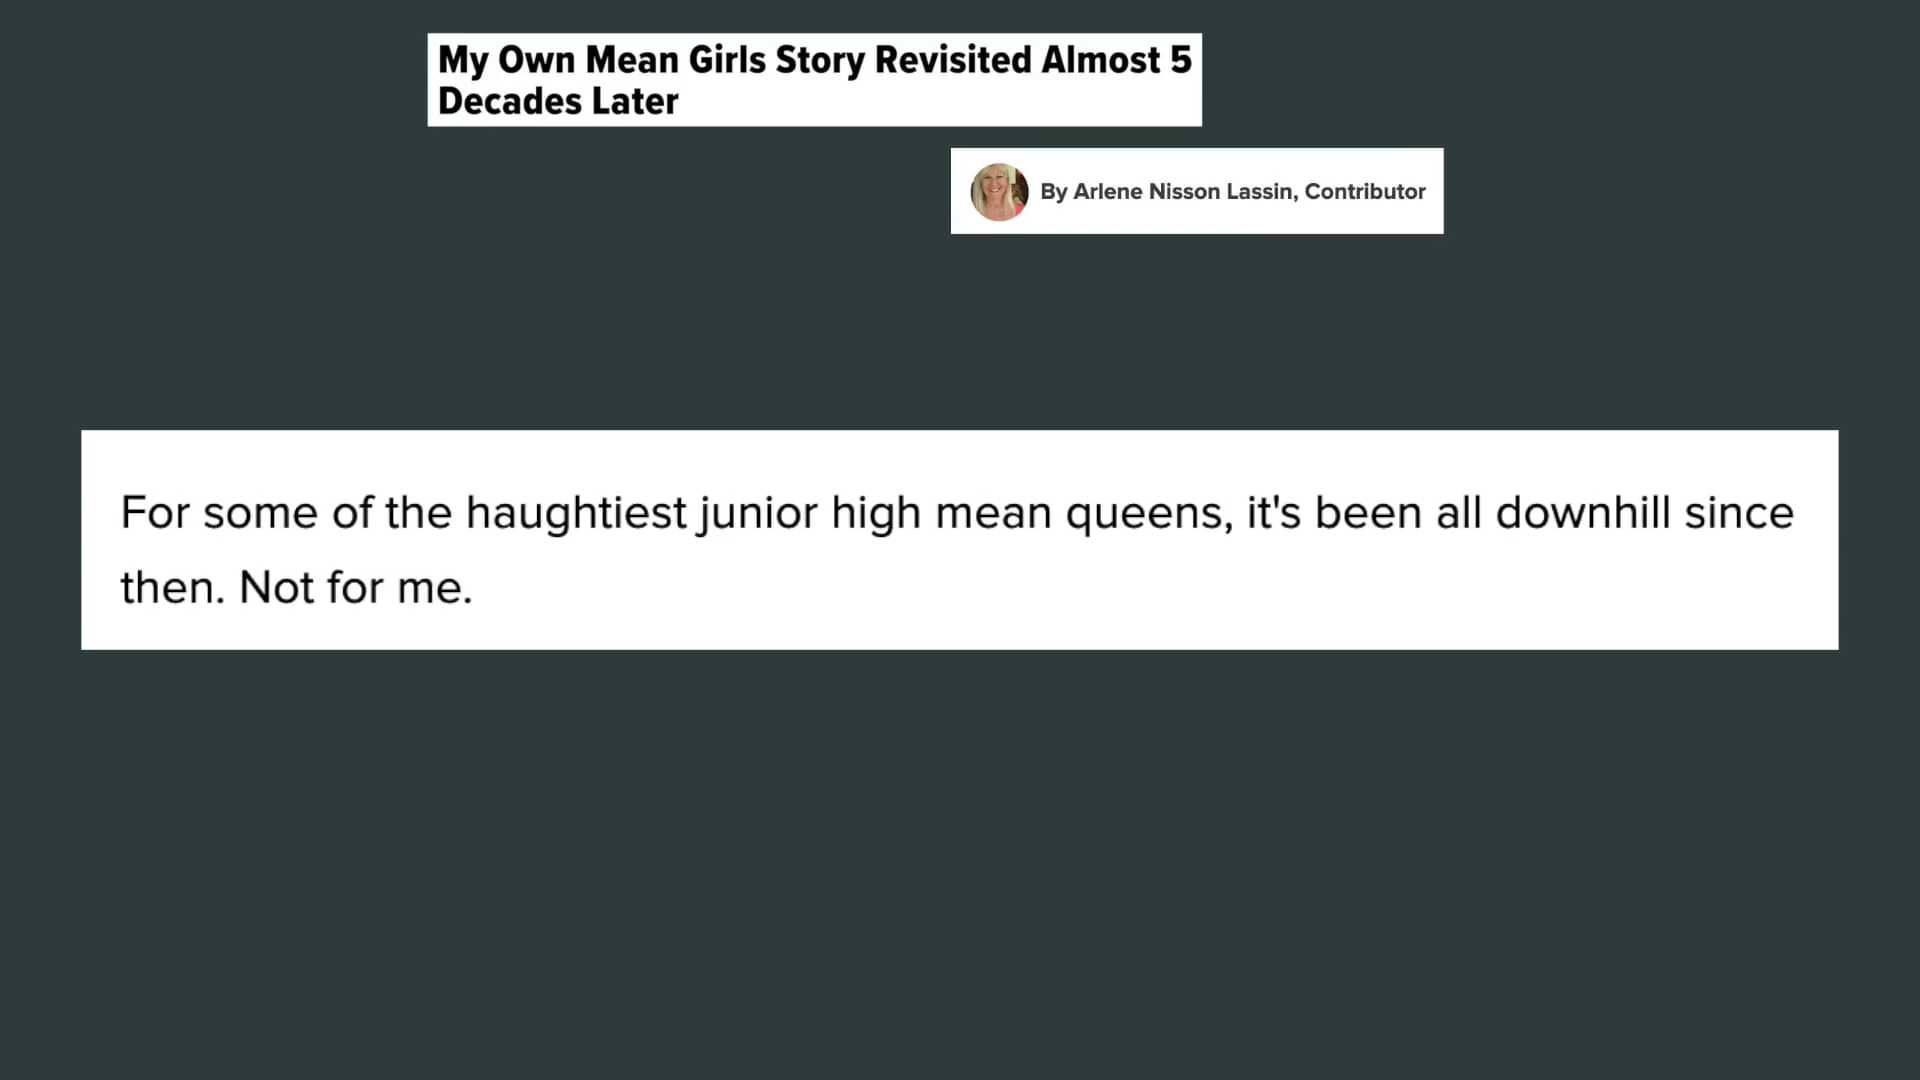 My Own Mean Girls Story Revisited Almost 5
Decades Later
By Arlene Nisson Lassin, Contributor
For some of the haughtiest junior high mean queens, it's been all downhill since
then. Not for me.